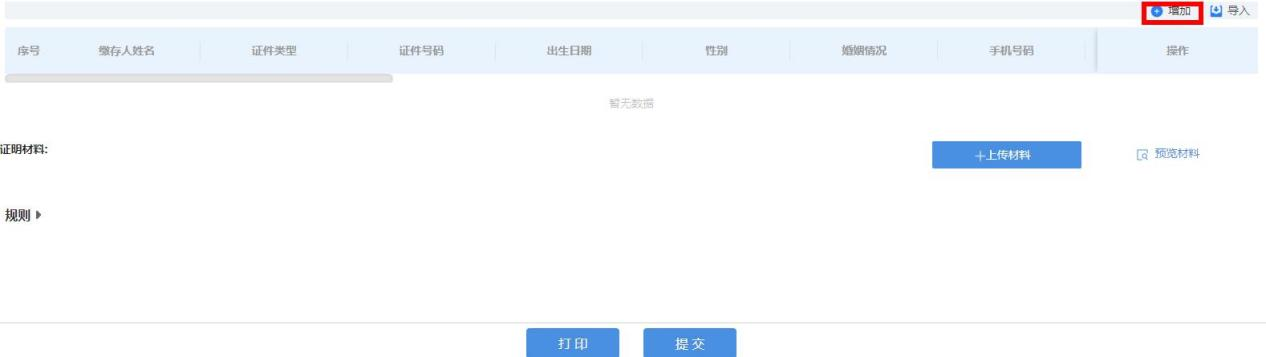 增加 导入
序号 缴存人姓名 证件类型 证件号码 出生日期 性别 婚姻情况 手机号码 操作
暂无数据
证明材料: +上传材料 预览材料
规则
打印 提交